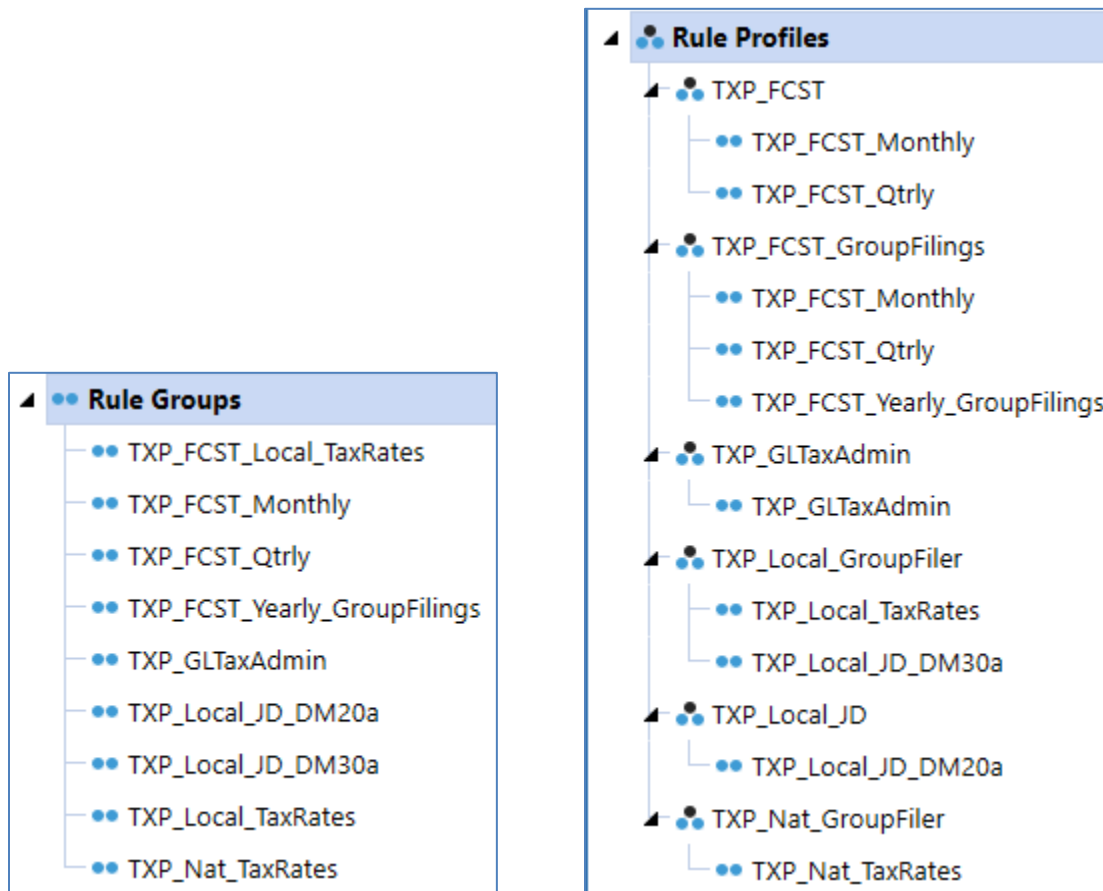 Rule Groups
TXP_FCST_Local_TaxRates
TXP_FCST_Monthly
TXP_FCST_Qtrly
TXP_FCST_Yearly_GroupFilings
TXP_GLTaxAdmin
TXP_Local_JD_DM20a
TXP_Local_JD_DM30a
TXP_Local_TaxRates
TXP_Nat_TaxRates
Rule Profiles
TXP_FCST
TXP_FCST_Monthly
TXP_FCST_Qtrly
TXP_FCST_GroupFilings
TXP_FCST_Monthly
TXP_FCST_Qtrly
TXP_FCST_Yearly_GroupFilings
TXP_GLTaxAdmin
TXP_GLTaxAdmin
TXP_Local_GroupFiler
TXP_Local_TaxRates
TXP_Local_JD_DM30a
TXP_Local_JD
TXP_Local_JD_DM20a
TXP_Nat_GroupFiler
TXP_Nat_TaxRates